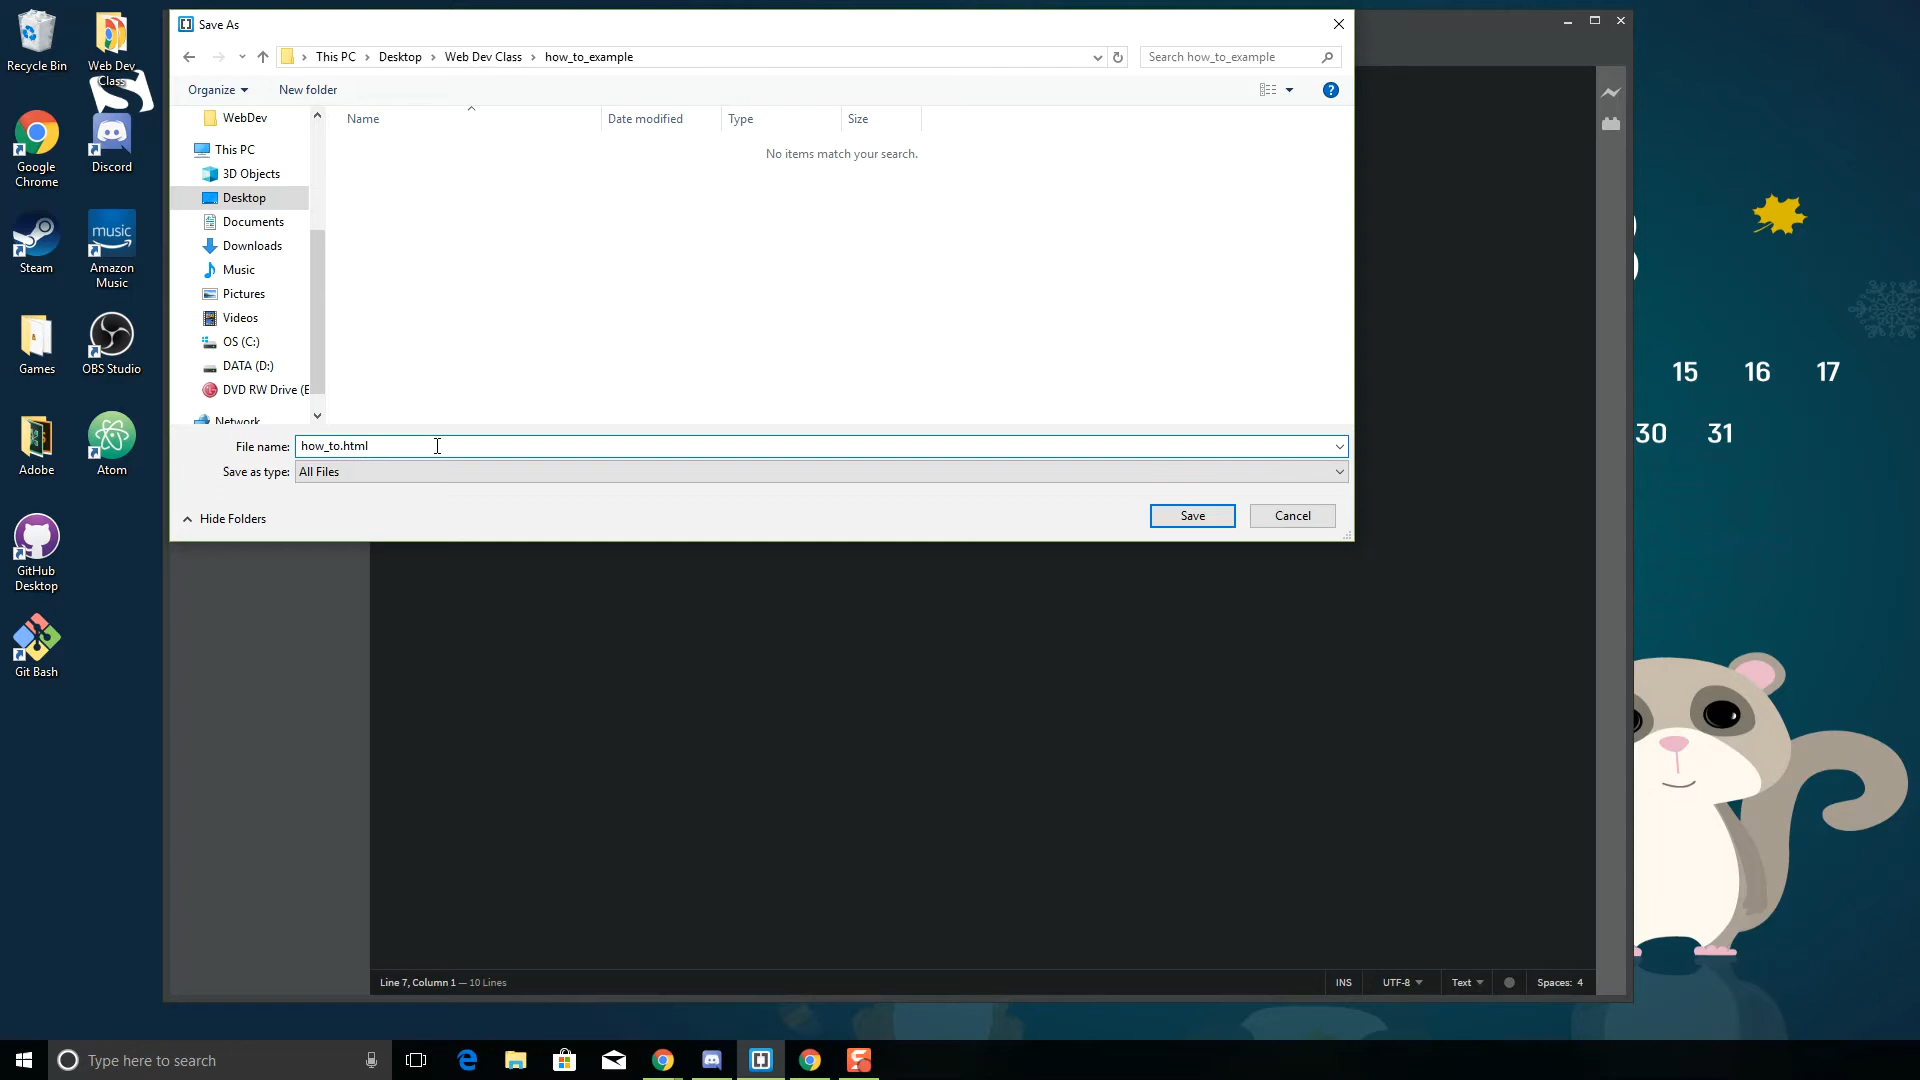 Save As
This PC
Desktop
Web Dev Class
how_to_example
Search how_to_example
Organize
New folder
WebDev
This PC
3D Objects
Desktop
Documents
Downloads
Music
Pictures
Videos
OS (C:)
DATA (D:)
DVD RW Drive (E
Network
Name
Date modified
Type
Size
No items match your search.
File name:
how_to.html
Save as type:
All Files
Hide Folders
Save
Cancel
Recycle Bin
Web Dev
Class
Google
Chrome
Discord
Steam
music
Amazon
Music
Games
OBS Studio
Adobe
Atom
GitHub
Desktop
Git Bash
15 16 17
30 31
Line 7, Column 1 — 10 Lines
INS
UTF-8
Text
Spaces: 4
Type here to search